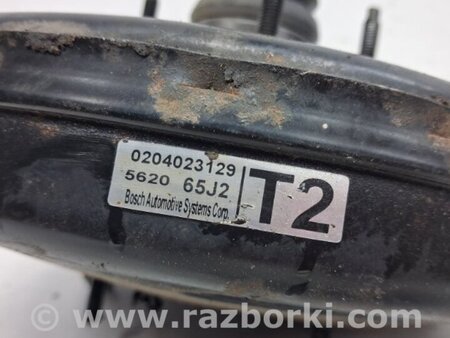 0204023129
5620 65J2
Bosch Automotive Systems Corp.
T2
© www.razborki.com